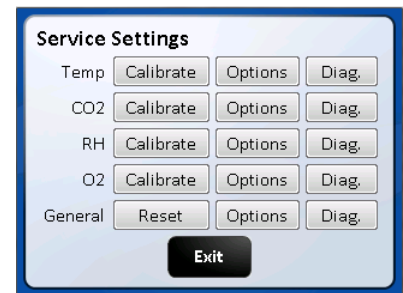 Service Settings
Temp Calibrate Options Diag.
CO2 Calibrate Options Diag.
RH Calibrate Options Diag.
O2 Calibrate Options Diag.
General Reset Options Diag.
Exit